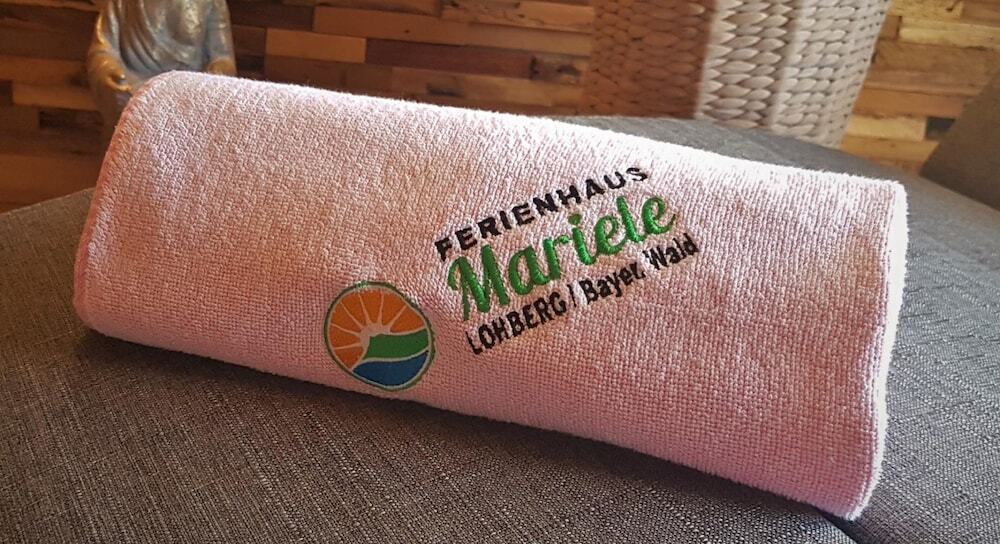 FERIENHAUS
Mariele
LOHBERG / Bayer. Wald